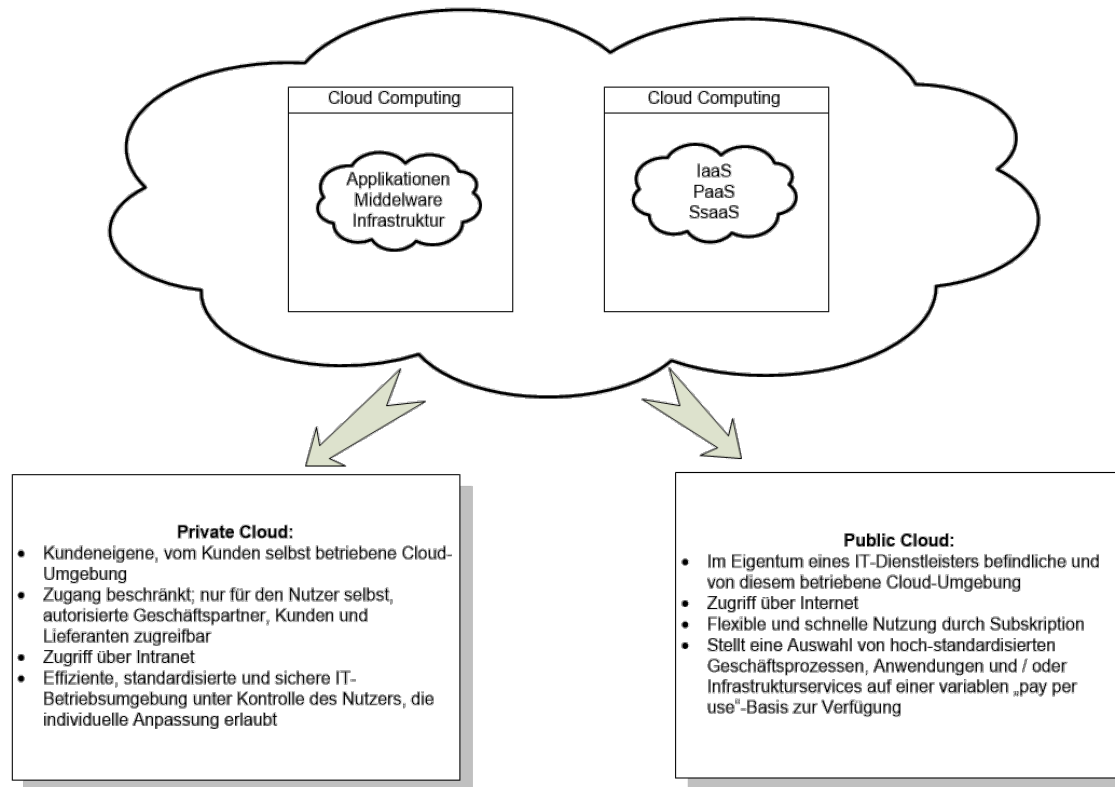 Cloud Computing
Applikationen
Middelware
Infrastruktur
Cloud Computing
IaaS
PaaS
SsaaS
Private Cloud:
• Kundeneigene, vom Kunden selbst betriebene Cloud-
Umgebung
• Zugang beschränkt; nur für den Nutzer selbst,
autorisierte Geschäftspartner, Kunden und
Lieferanten zugreifbar
• Zugriff über Intranet
• Effiziente, standardisierte und sichere IT-
Betriebsumgebung unter Kontrolle des Nutzers, die
individuelle Anpassung erlaubt
Public Cloud:
• Im Eigentum eines IT-Dienstleisters befindliche und
von diesem betriebene Cloud-Umgebung
• Zugriff über Internet
• Flexible und schnelle Nutzung durch Subskription
• Stellt eine Auswahl von hoch-standardisierten
Geschäftsprozessen, Anwendungen und / oder
Infrastrukturservices auf einer variablen „pay per
use"-Basis zur Verfügung